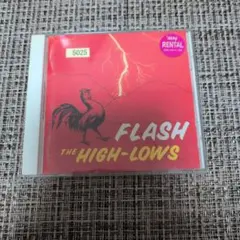 5025
RENTAL
FLASH
THE HIGH-LOWS